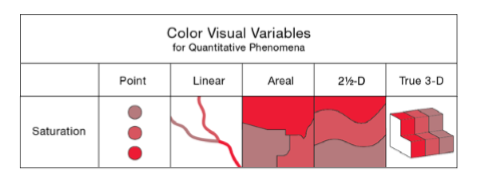 Color Visual Variables
for Quantitative Phenomena
Point Linear Areal 2½-D True 3-D
Saturation